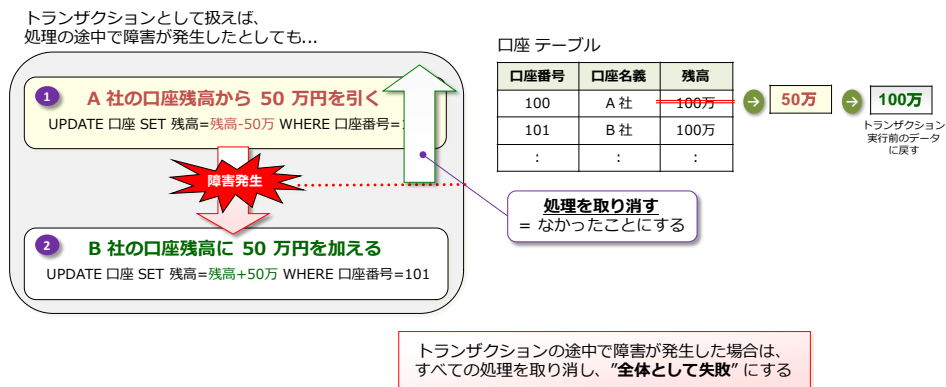 トランザクションとして扱えば、
処理の途中で障害が発生したとしても...
1
A 社の口座残高から 50 万円を引く
UPDATE 口座 SET 残高=残高-50万 WHERE 口座番号=
障害発生
2
B 社の口座残高に 50 万円を加える
UPDATE 口座 SET 残高=残高+50万 WHERE 口座番号=101
口座 テーブル
口座番号 口座名義 残高
100 A 社 100万
101 B 社 100万
: : :
50万
100万
トランザクション
実行前のデータ
に戻す
処理を取り消す
= なかったことにする
トランザクションの途中で障害が発生した場合は、
すべての処理を取り消し、"全体として失敗" にする